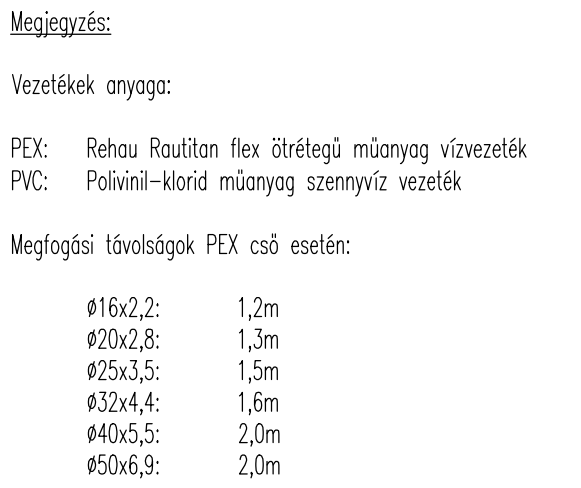 Megjegyzés:
Vezetékek anyaga:
PEX: Rehau Rautitan flex ötrétegű műanyag vízvezeték
PVC: Polivinil-klorid műanyag szennyvíz vezeték
Megfogási távolságok PEX cső esetén:
ø16x2,2: 1,2m
ø20x2,8: 1,3m
ø25x3,5: 1,5m
ø32x4,4: 1,6m
ø40x5,5: 2,0m
ø50x6,9: 2,0m